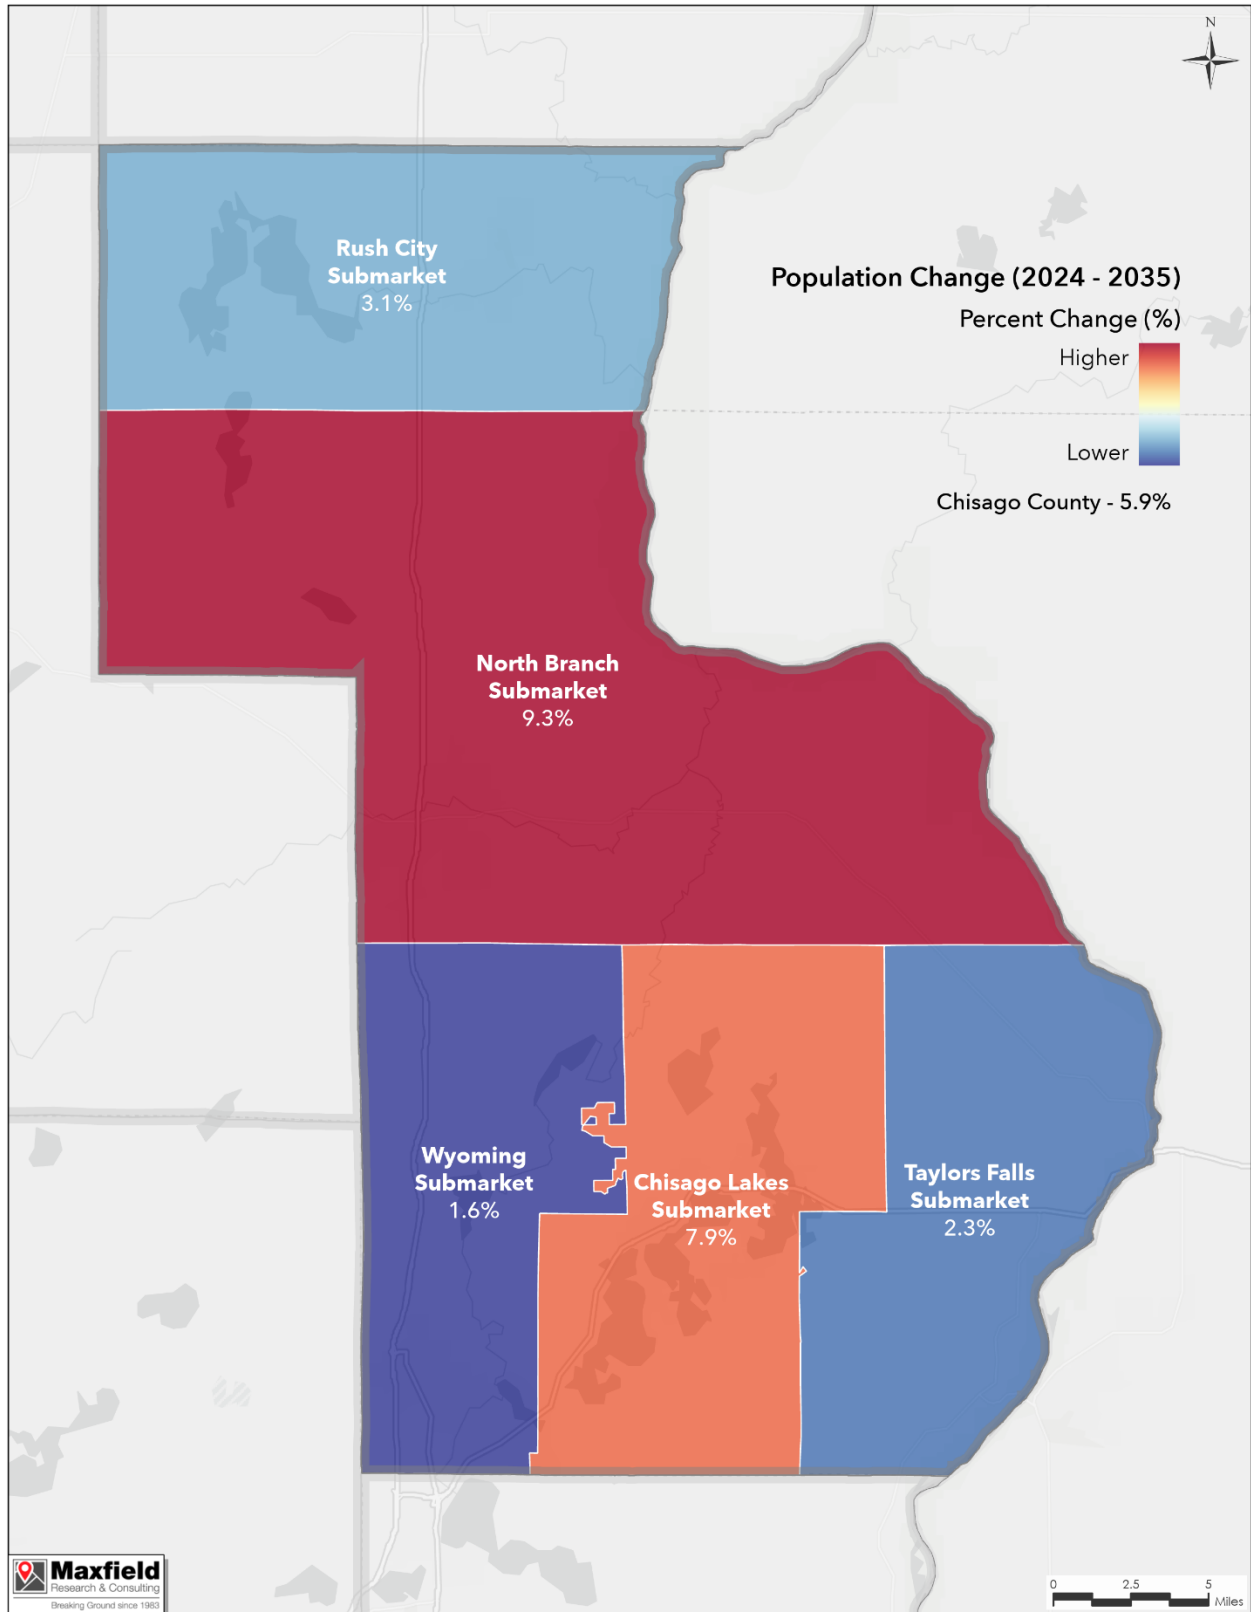 N
Rush City
Submarket
3.1%
Population Change (2024 - 2035)
Percent Change (%)
Higher
Lower
Chisago County - 5.9%
North Branch
Submarket
9.3%
Wyoming
Submarket
1.6%
Chisago Lakes
Submarket
7.9%
Taylors Falls
Submarket
2.3%
Maxfield
Research & Consulting
Breaking Ground since 1983
0 2.5 5
Miles